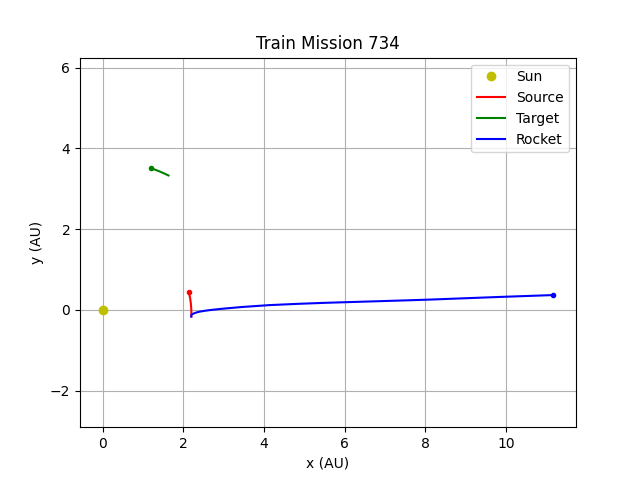 Train Mission 734
Sun
Source
Target
Rocket
6
4
2
0
−2
y (AU)
0
2
4
6
8
10
x (AU)